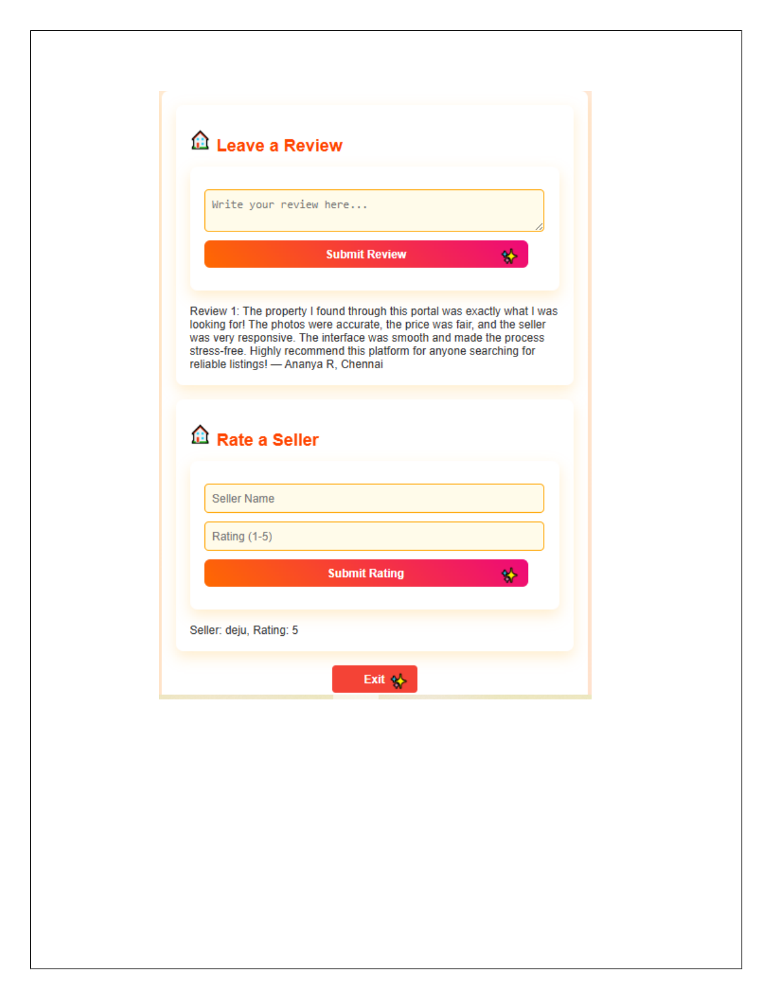 Leave a Review
Write your review here...
Submit Review
Review 1: The property I found through this portal was exactly what I was
looking for! The photos were accurate, the price was fair, and the seller
was very responsive. The interface was smooth and made the process
stress-free. Highly recommend this platform for anyone searching for
reliable listings! — Ananya R, Chennai
Rate a Seller
Seller Name
Rating (1-5)
Submit Rating
Seller: deju, Rating: 5
Exit